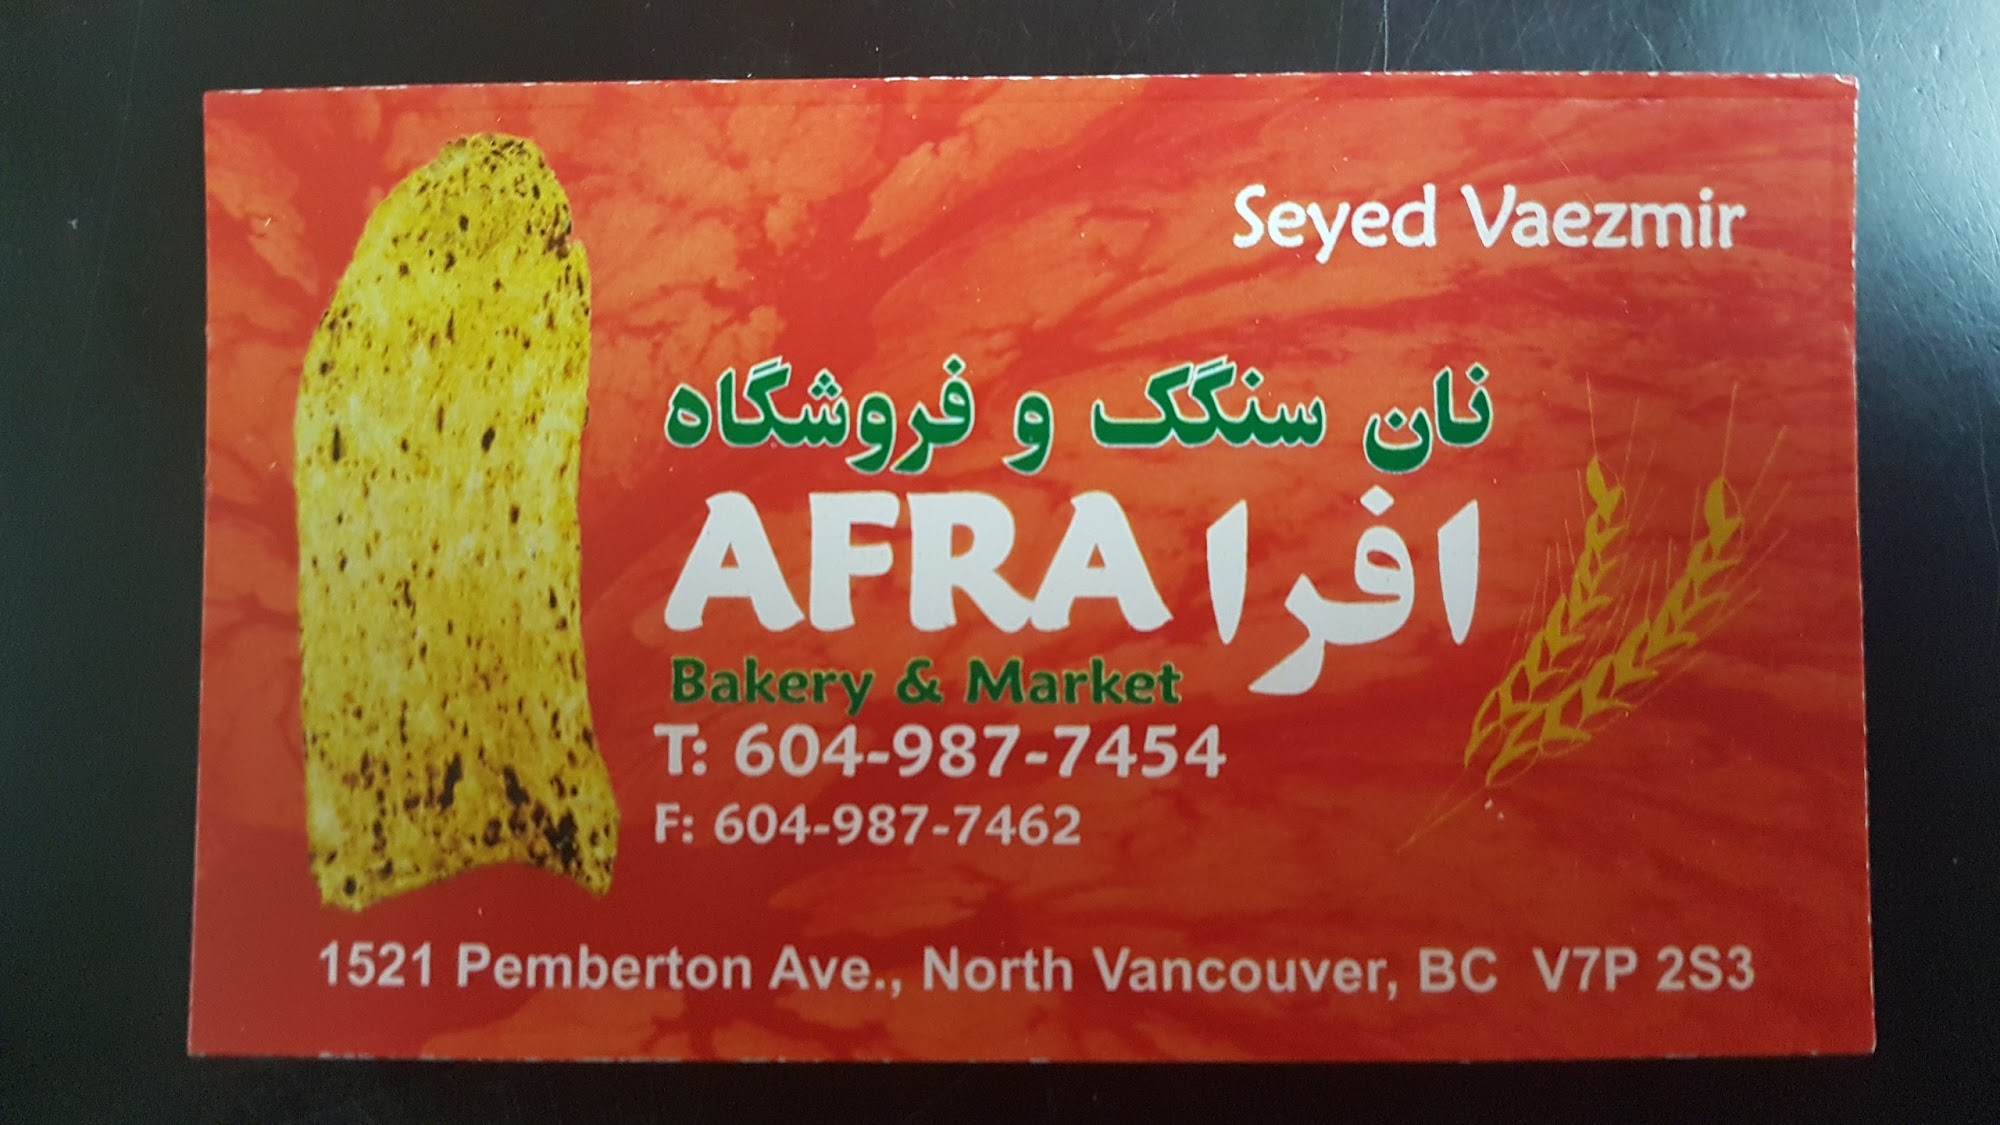 Seyed Vaezmir
نان سنگک و فروشگاه
AFRA افرا
Bakery & Market
T: 604-987-7454
F: 604-987-7462
1521 Pemberton Ave., North Vancouver, BC V7P 2S3